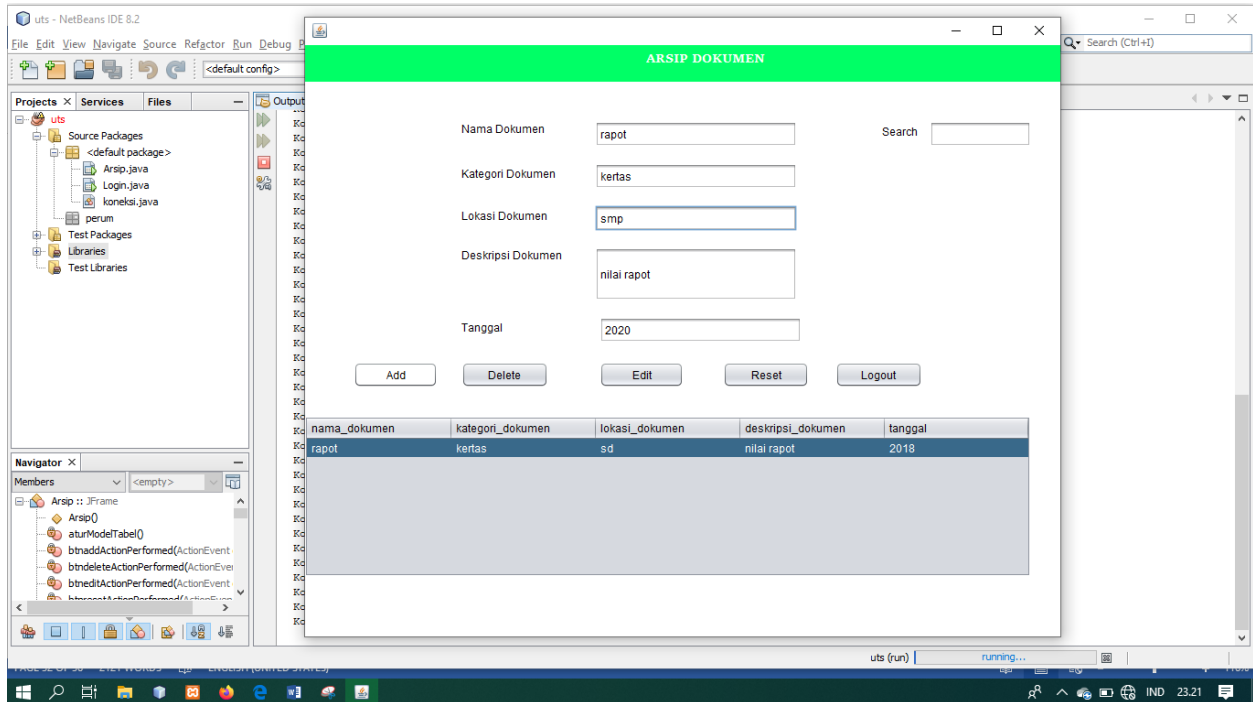 uts - NetBeans IDE 8.2
File Edit View Navigate Source Refactor Run Debug
Search (Ctrl+I)
<default config>
Projects Services Files
Output
uts
Source Packages
<default package>
Arsip.java
Login.java
koneksi.java
perum
Test Packages
Libraries
Test Libraries
ARSIP DOKUMEN
Nama Dokumen rapot Search
Kategori Dokumen kertas
Lokasi Dokumen smp
Deskripsi Dokumen nilai rapot
Tanggal 2020
Add Delete Edit Reset Logout
nama_dokumen kategori_dokumen lokasi_dokumen deskripsi_dokumen tanggal
rapot kertas sd nilai rapot 2018
Navigator
Members <empty>
Arsip :: JFrame
Arsip()
aturModelTabel()
btnaddActionPerformed(ActionEvent
btndeleteActionPerformed(ActionEver
btneditActionPerformed(ActionEvent
uts (run) running...
IND 23.21